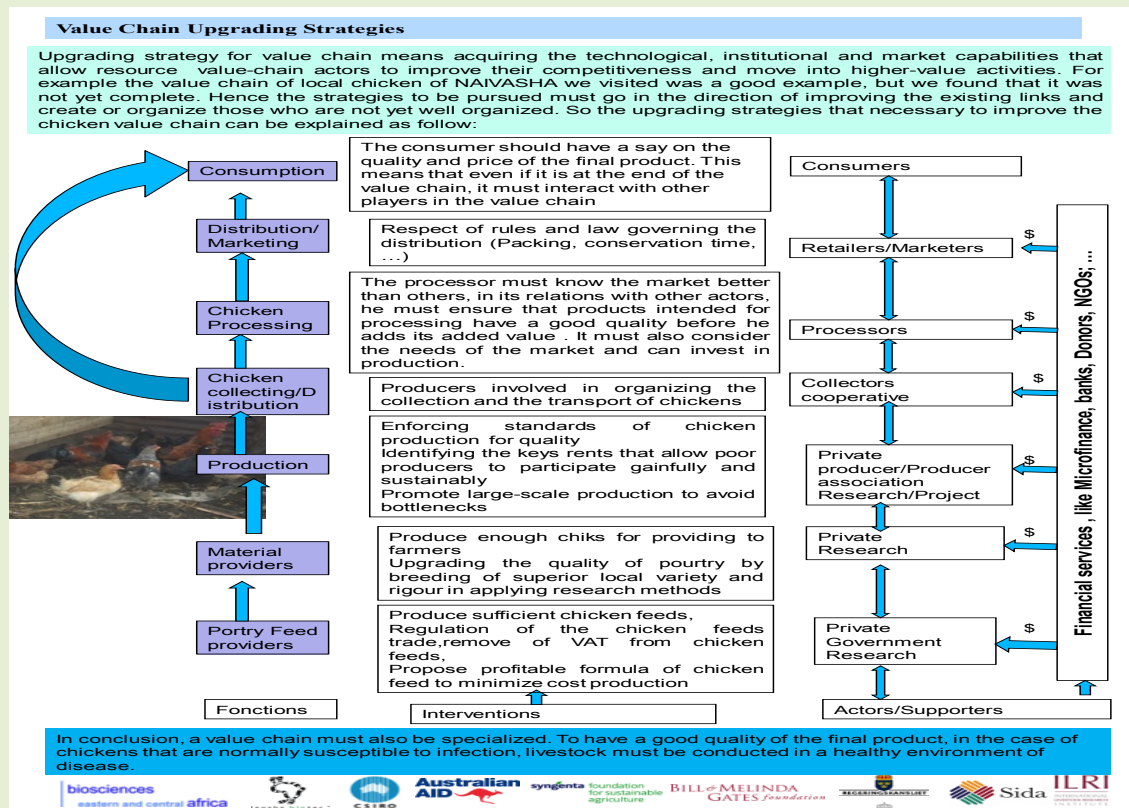 Value Chain Upgrading Strategies
Upgrading strategy for value chain means acquiring the technological, institutional and market capabilities that
allow resource value-chain actors to improve their competitiveness and move into higher-value activities. For
example the value chain of local chicken of NAIVASHA we visited was a good example, but we found that it was
not yet complete. Hence the strategies to be pursued must go in the direction of improving the existing links and
create or organize those who are not yet well organized. So the upgrading strategies that necessary to improve the
chicken value chain can be explained as follow:
Consumption
Distribution/
Marketing
Chicken
Processing
Chicken
collecting/D
istribution
Production
Material
providers
Portry Feed
providers
Fonctions
The consumer should have a say on the
quality and price of the final product. This
means that even if it is at the end of the
value chain, it must interact with other
players in the value chain
Respect of rules and law governing the
distribution (Packing, conservation time,
…)
The processor must know the market better
than others, in its relations with other actors,
he must ensure that products intended for
processing have a good quality before he
adds its added value . It must also consider
the needs of the market and can invest in
production.
Producers involved in organizing the
collection and the transport of chickens
Enforcing standards of chicken
production for quality
Identifying the keys rents that allow poor
producers to participate gainfully and
sustainably
Promote large-scale production to avoid
bottlenecks
Produce enough chiks for providing to
farmers
Upgrading the quality of pourtry by
breeding of superior local variety and
rigour in applying research methods
Produce sufficient chicken feeds,
Regulation of the chicken feeds
trade,remove of VAT from chicken
feeds,
Propose profitable formula of chicken
feed to minimize cost production
Interventions
Consumers
Retailers/Marketers
Processors
Collectors
cooperative
Private
producer/Producer
association
Research/Project
Private
Research
Private
Government
Research
Actors/Supporters
$
$
$
$
$
$
Financial services , like Microfinance, banks, Donors, NGOs; ...
In conclusion, a value chain must also be specialized. To have a good quality of the final product, in the case of
chickens that are normally susceptible to infection, livestock must be conducted in a healthy environment of
disease.
biosciences
eastern and central africa
CSIRO
Australian
AID
syngenta foundation
for sustainable
agriculture
BILL & MELINDA
GATES foundation
REGERINGSKANSLIET
Sida
ILRI
INTERNATIONAL
LIVESTOCK RESEARCH
INSTITUTE